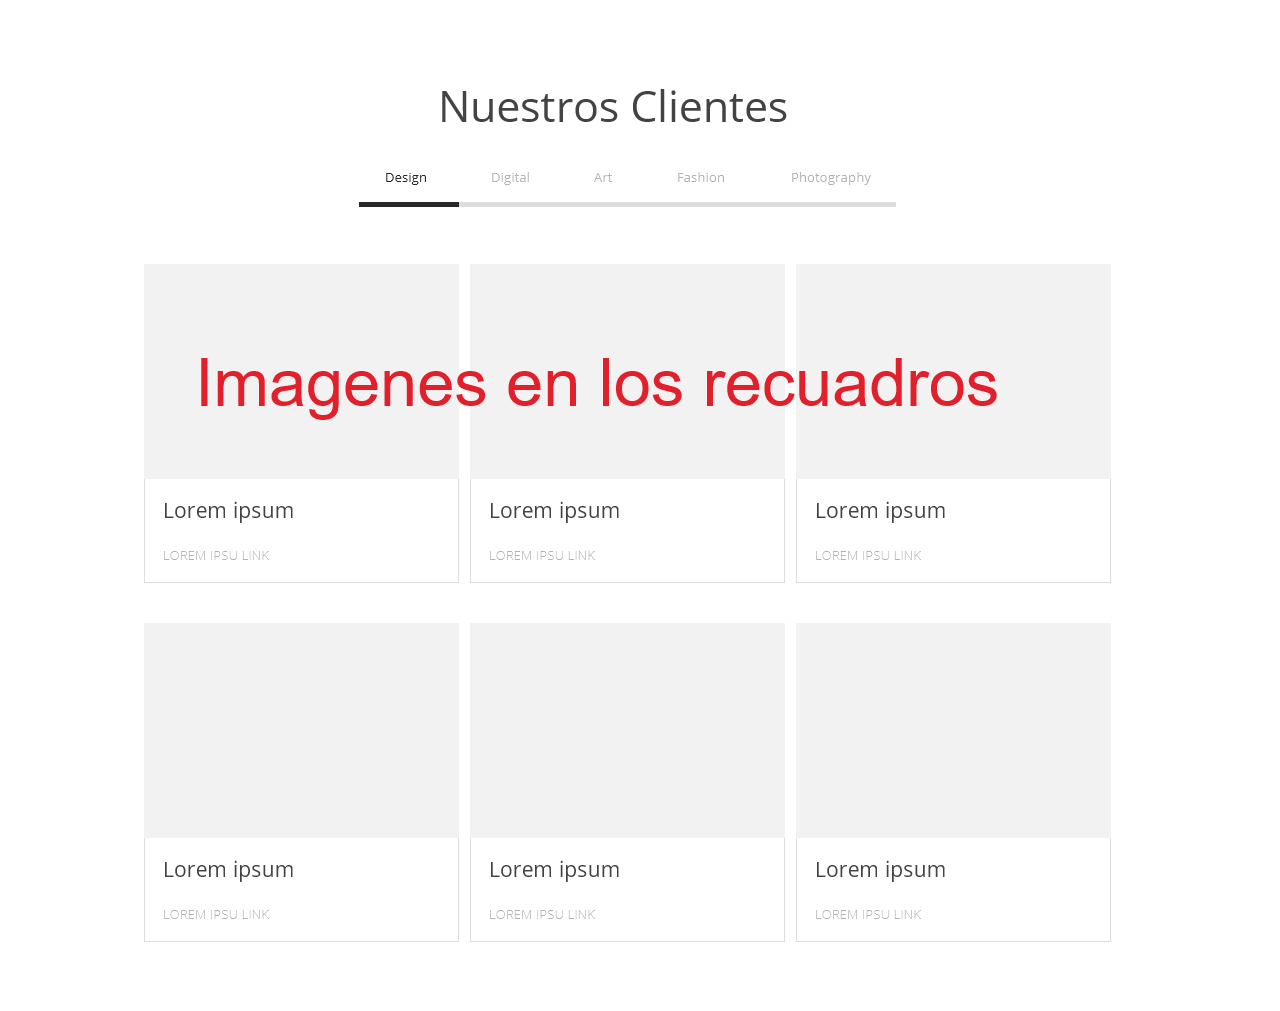 Nuestros Clientes
Design Digital Art Fashion Photography
Imagenes en los recuadros
Lorem ipsum Lorem ipsum Lorem ipsum
LOREM IPSU LINK LOREM IPSU LINK LOREM IPSU LINK
Lorem ipsum Lorem ipsum Lorem ipsum
LOREM IPSU LINK LOREM IPSU LINK LOREM IPSU LINK